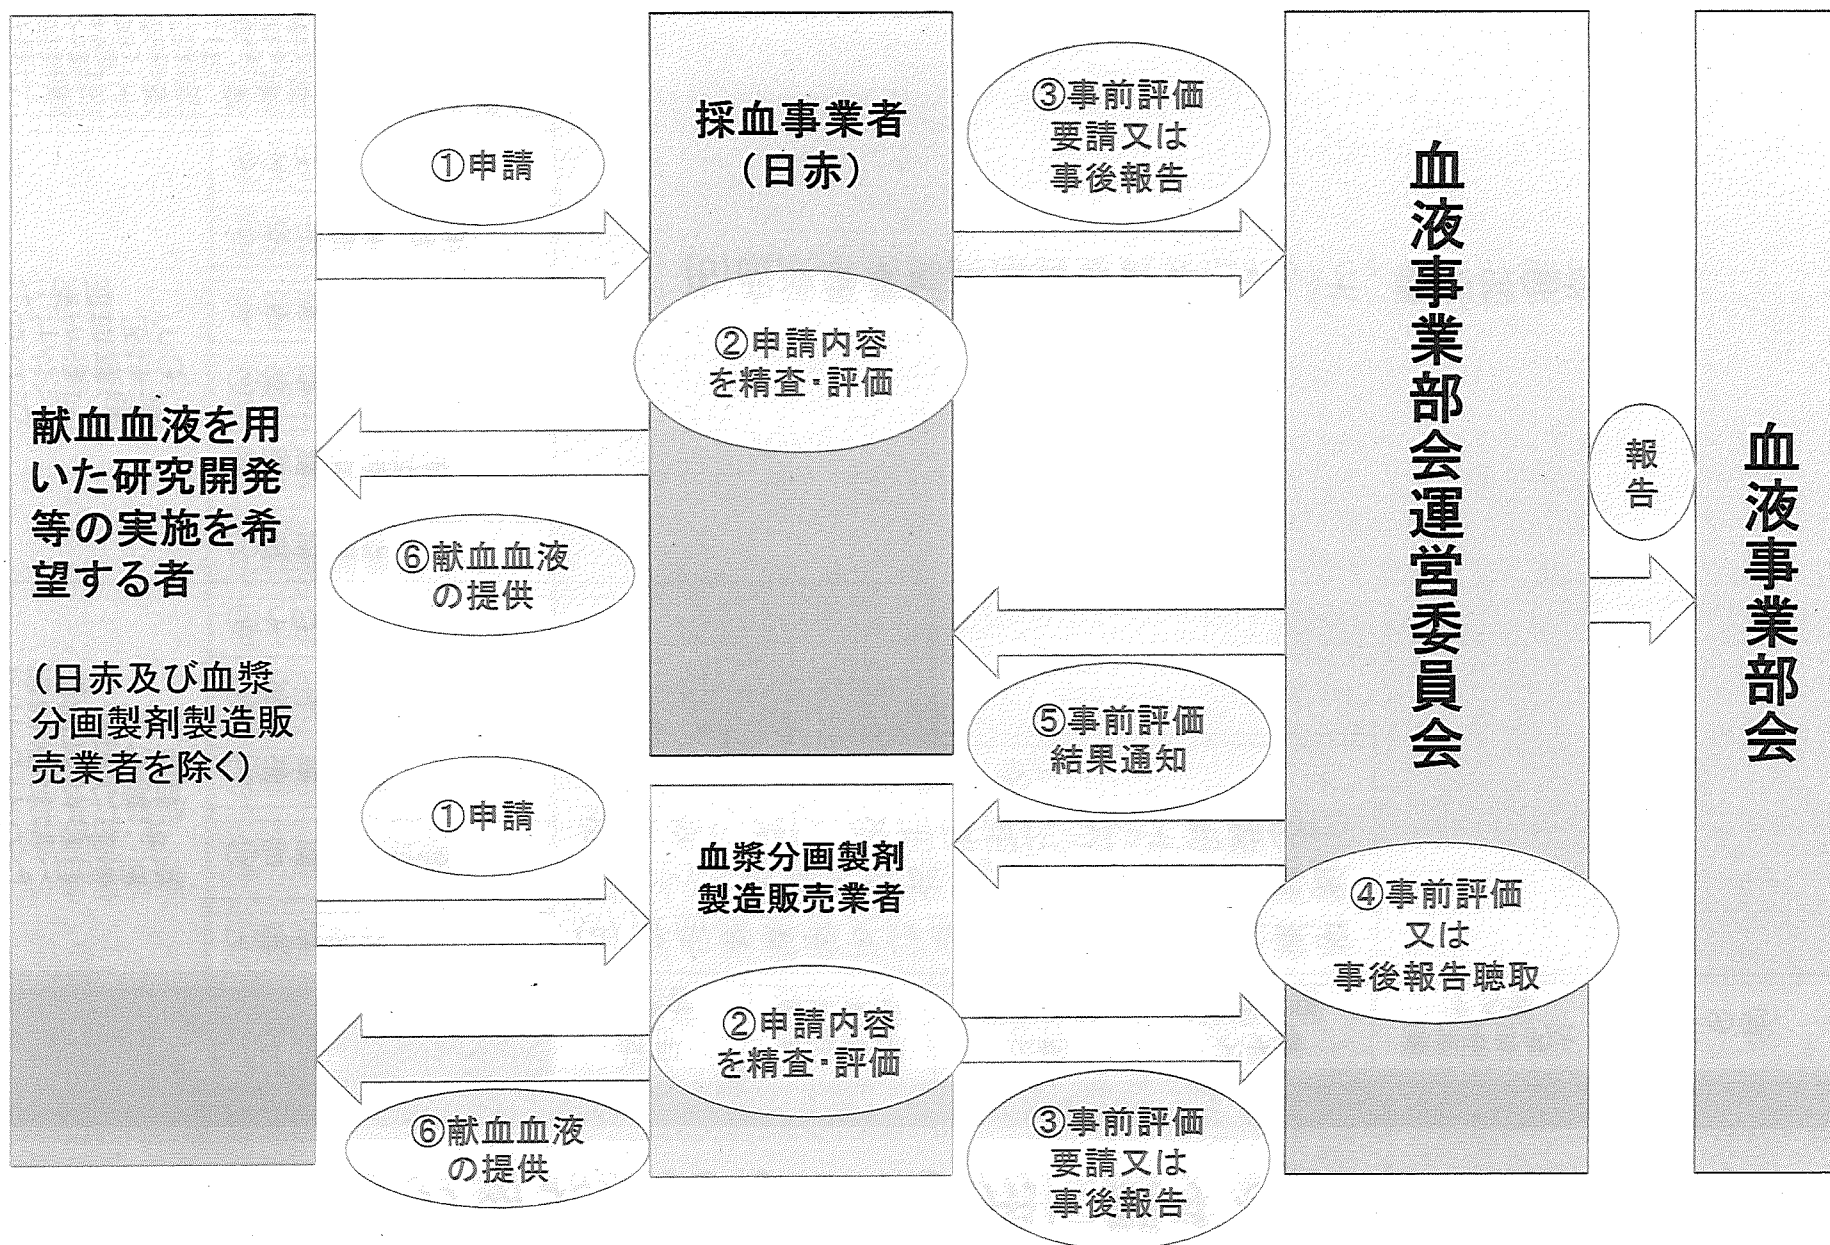 献血血液を用
いた研究開発
等の実施を希
望する者
(日赤及び血漿
分画製剤製造販
売業者を除く)
①申請
採血事業者
(日赤)
②申請内容
を精査・評価
③事前評価
要請又は
事後報告
⑥献血血液
の提供
⑤事前評価
結果通知
①申請
血漿分画製剤
製造販売業者
②申請内容
を精査・評価
⑥献血血液
の提供
③事前評価
要請又は
事後報告
血液事業部会運営委員会
④事前評価
又は
事後報告聴取
報
告
血液事業部会